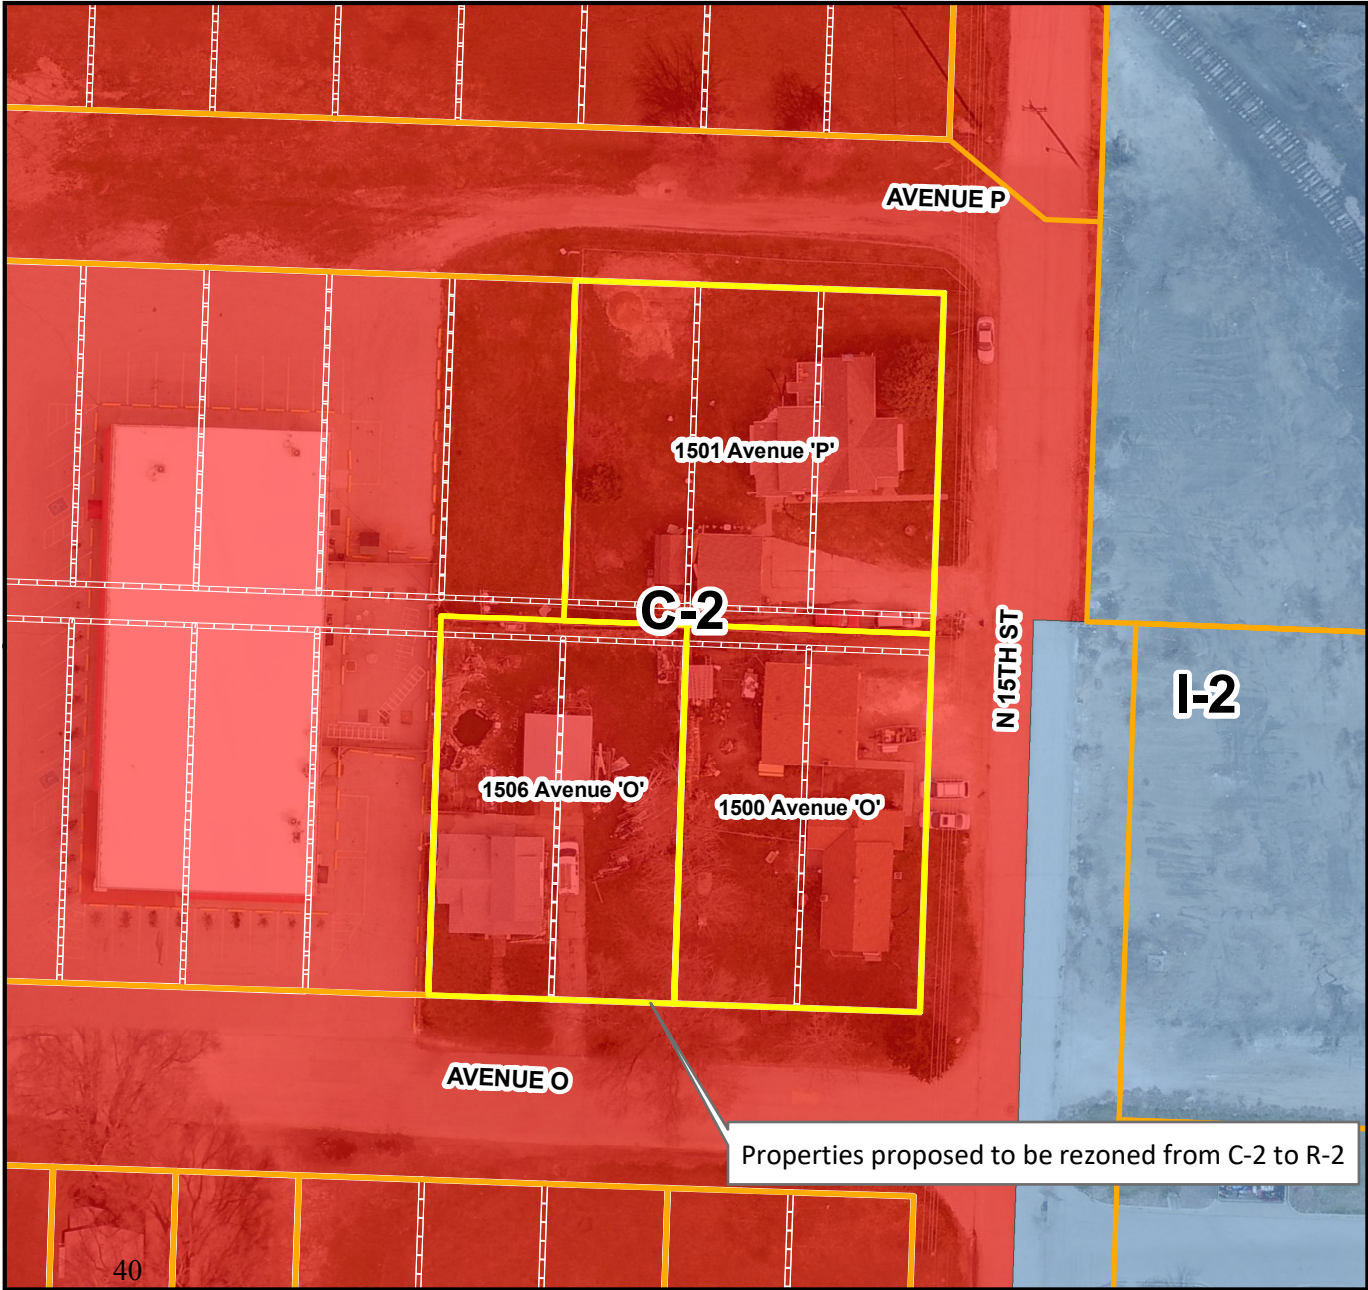 AVENUE P
1501 Avenue 'P'
C-2
N 15TH ST
I-2
1506 Avenue 'O'
1500 Avenue 'O'
AVENUE O
Properties proposed to be rezoned from C-2 to R-2
40